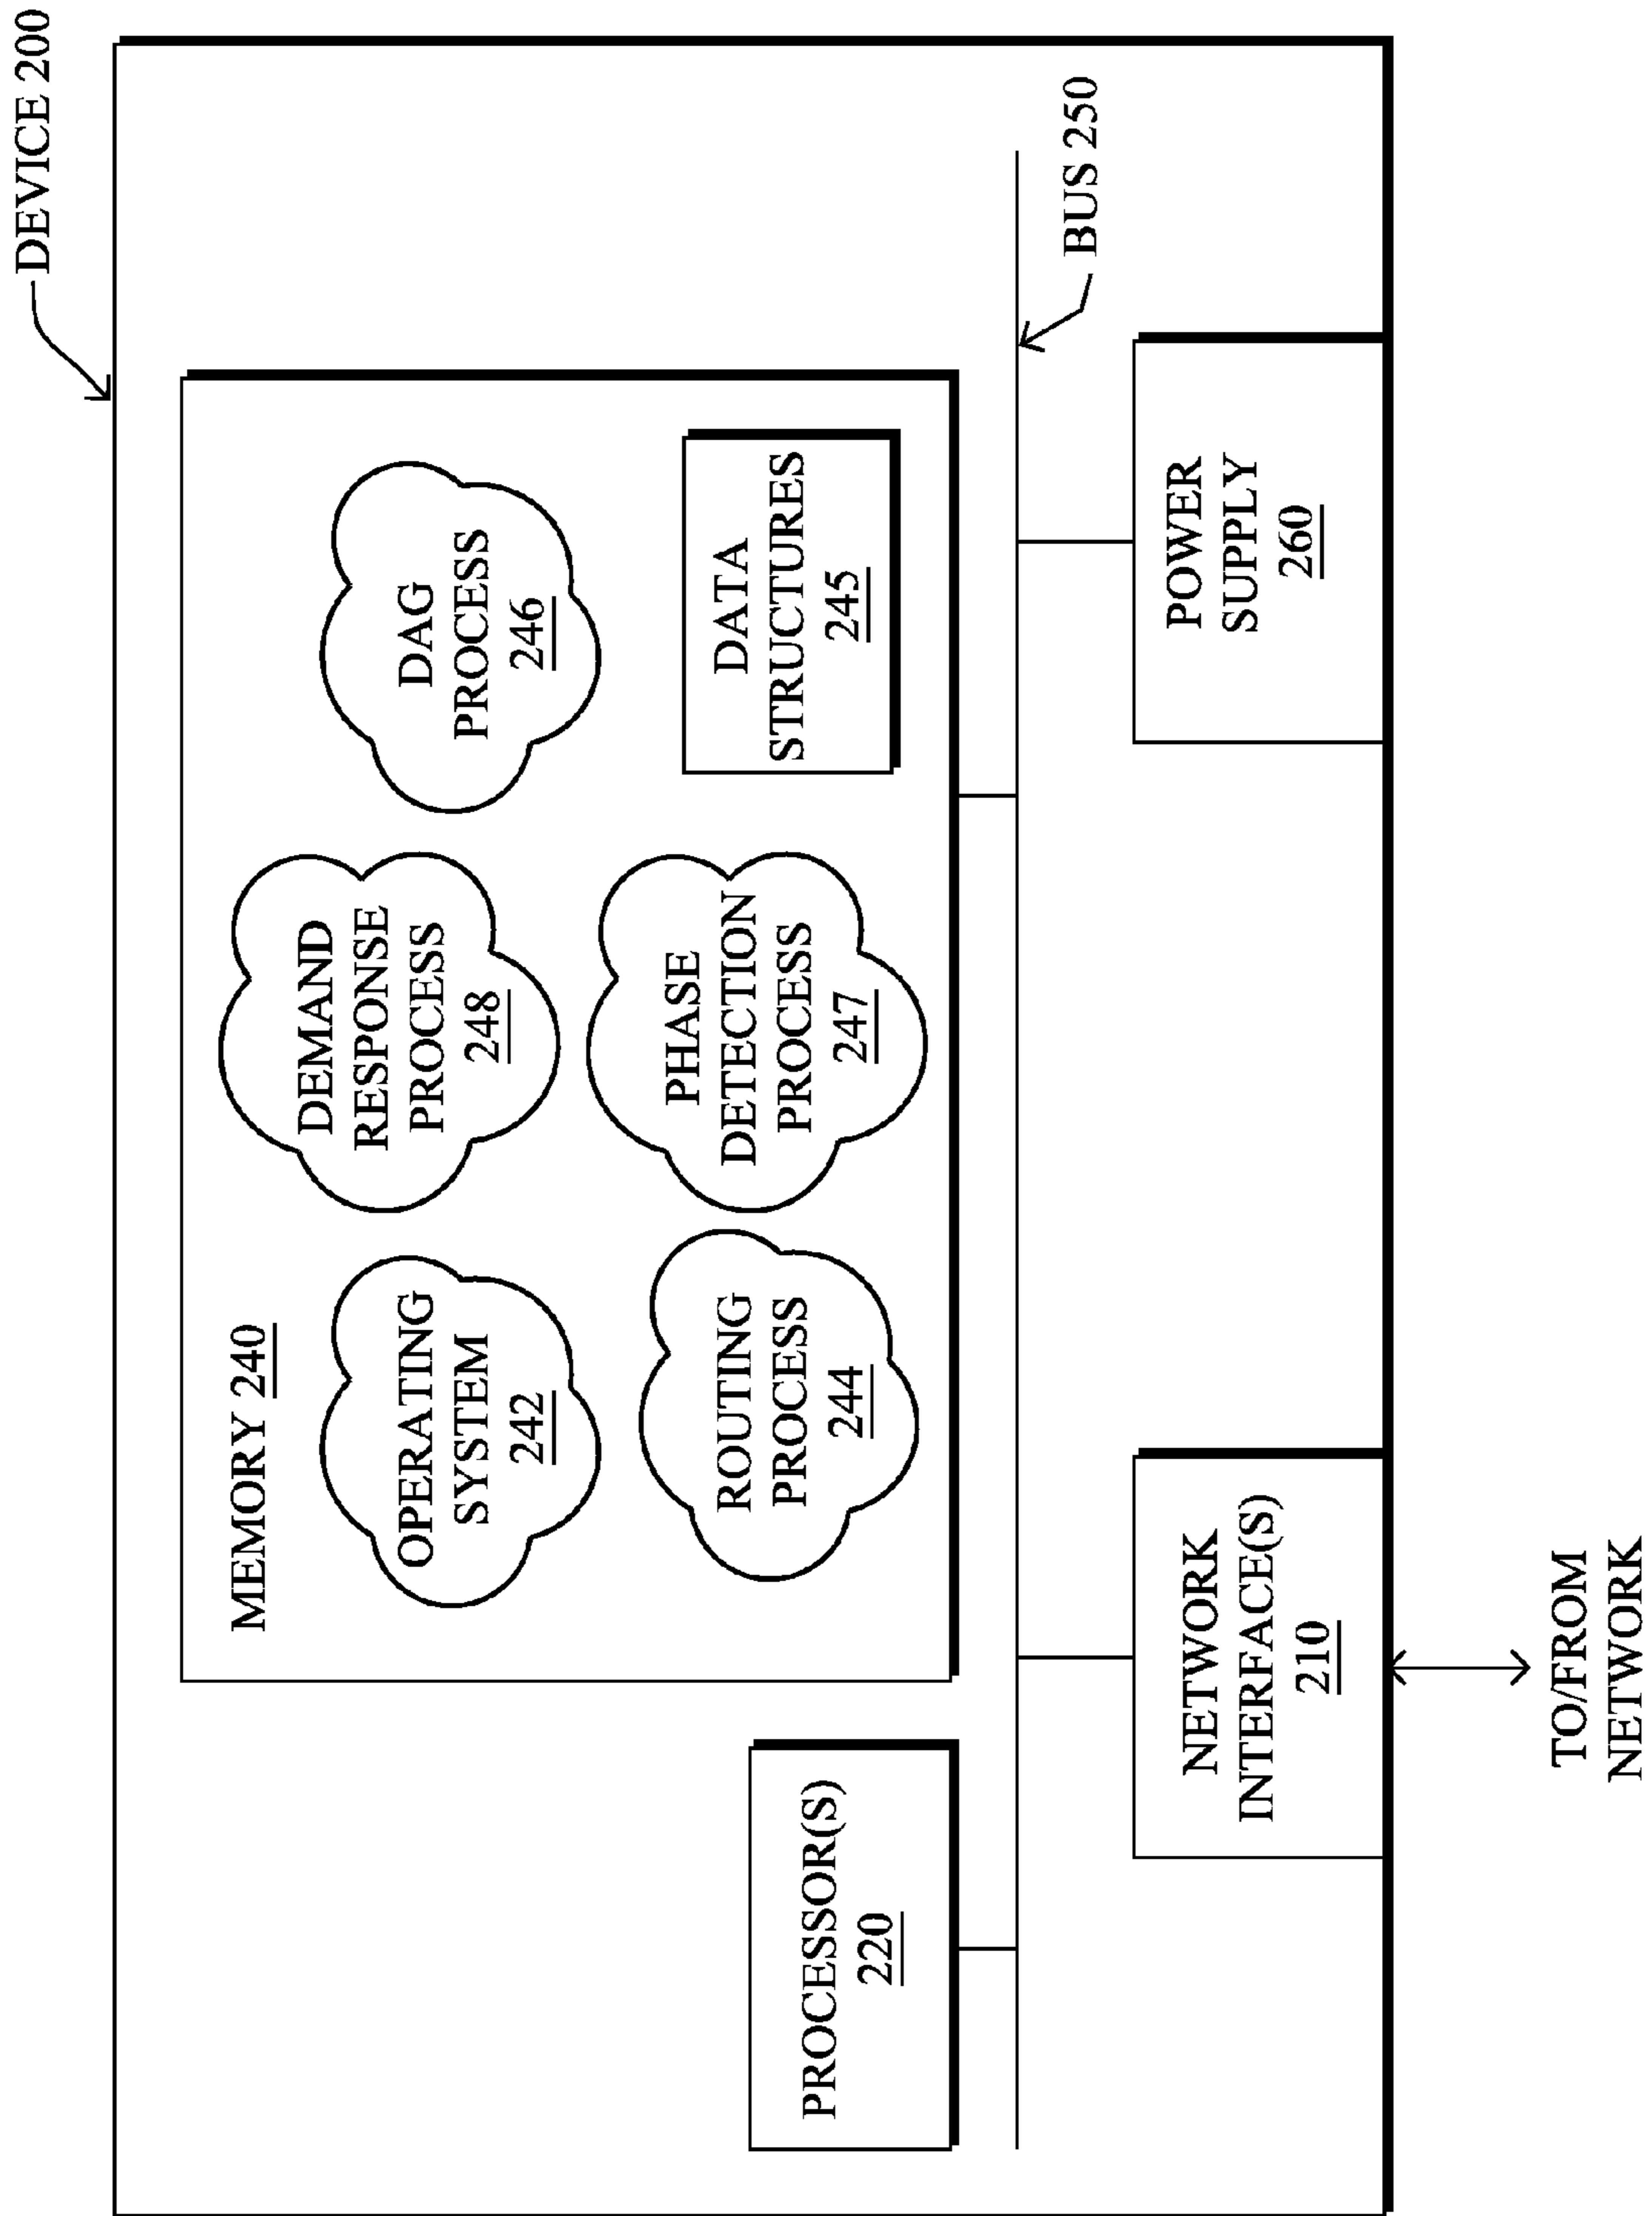 DEVICE 200
MEMORY 240
OPERATING
SYSTEM
242
DEMAND
RESPONSE
PROCESS
248
DAG
PROCESS
246
ROUTING
PROCESS
244
PHASE
DETECTION
PROCESS
247
DATA
STRUCTURES
245
PROCESSOR(S)
220
BUS 250
NETWORK
INTERFACE(S)
210
POWER
SUPPLY
260
TO/FROM
NETWORK